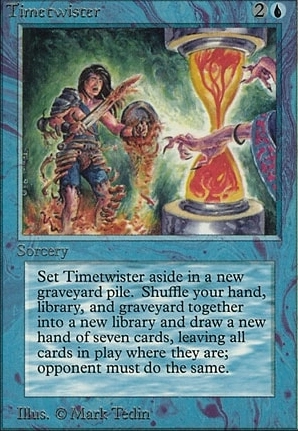 Timetwister 2
Sorcery
Set Timetwister aside in a new
graveyard pile. Shuffle your hand,
library, and graveyard together
into a new library and draw a new
hand of seven cards, leaving all
cards in play where they are;
opponent must do the same.
Illus. © Mark Tedin